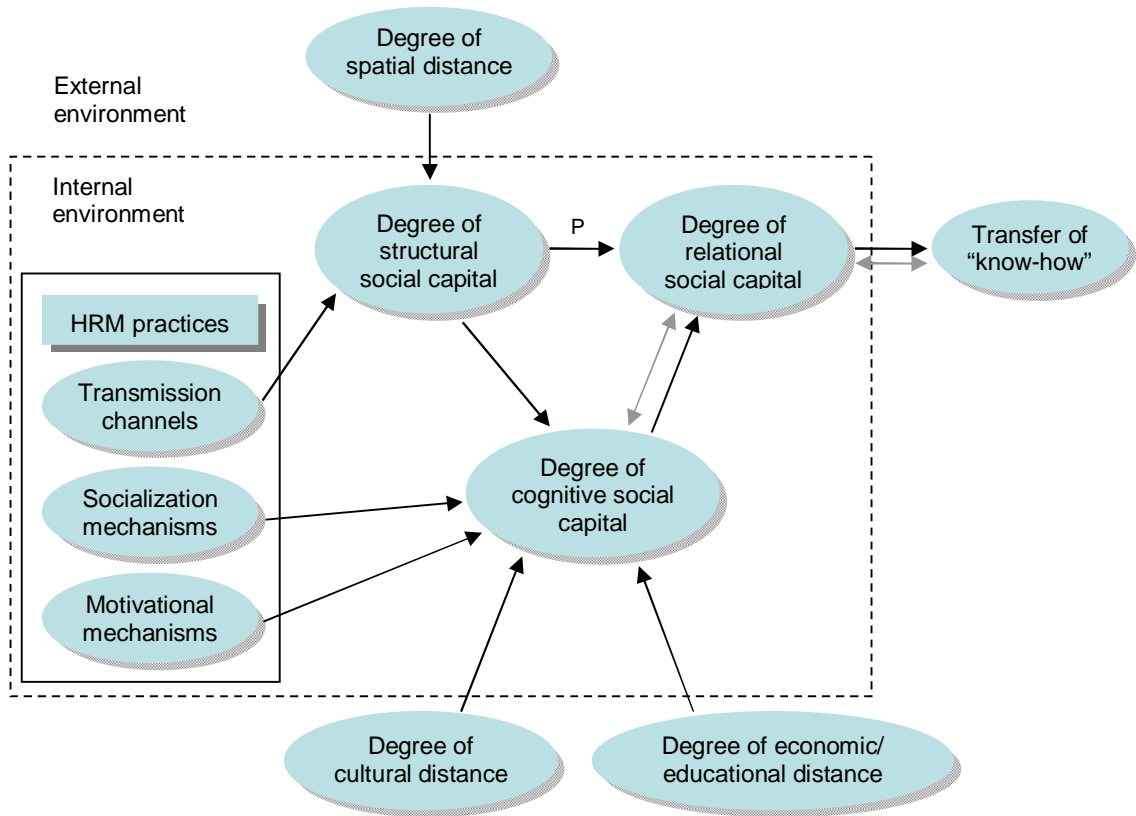 Degree of
spatial distance
External
environment
Internal
environment
Degree of
structural
social capital
P
Degree of
relational
social capital
Transfer of
“know-how”
HRM practices
Transmission
channels
Socialization
mechanisms
Motivational
mechanisms
Degree of
cognitive social
capital
Degree of
cultural distance
Degree of economic/
educational distance